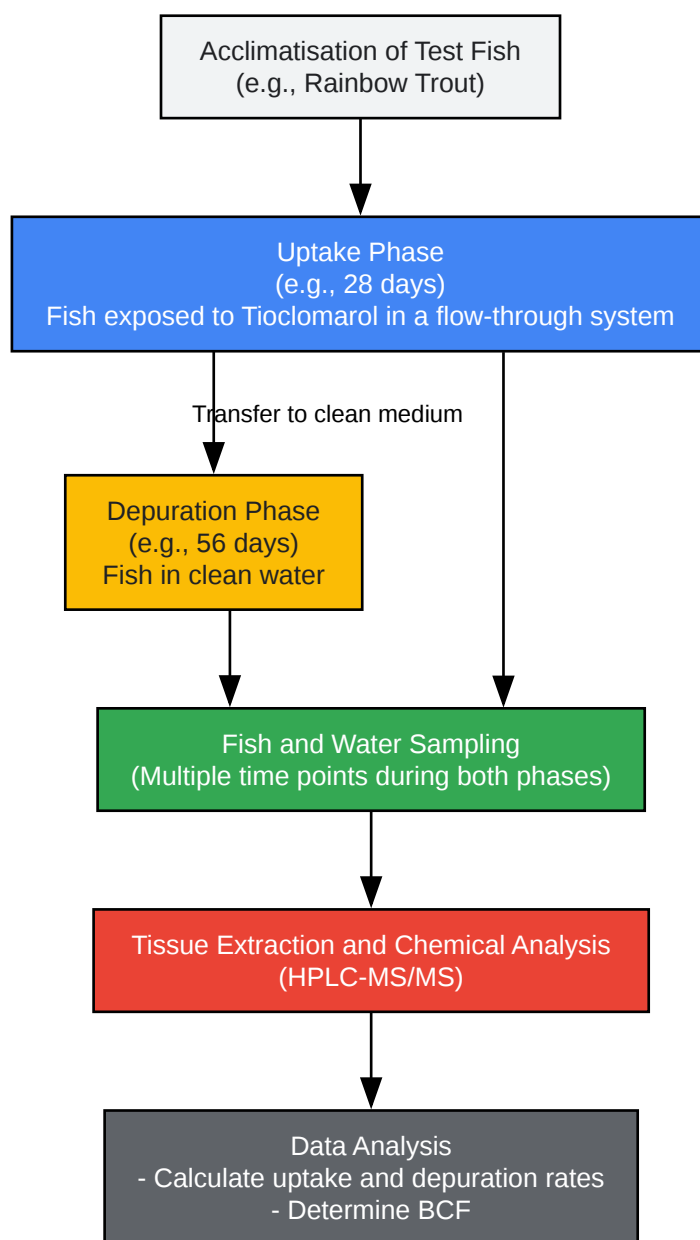 Acclimatisation of Test Fish
(e.g., Rainbow Trout)
Uptake Phase
(e.g., 28 days)
Fish exposed to Tioclomarol in a flow-through system
Transfer to clean medium
Depuration Phase
(e.g., 56 days)
Fish in clean water
Fish and Water Sampling
(Multiple time points during both phases)
Tissue Extraction and Chemical Analysis
(HPLC-MS/MS)
Data Analysis
- Calculate uptake and depuration rates
- Determine BCF